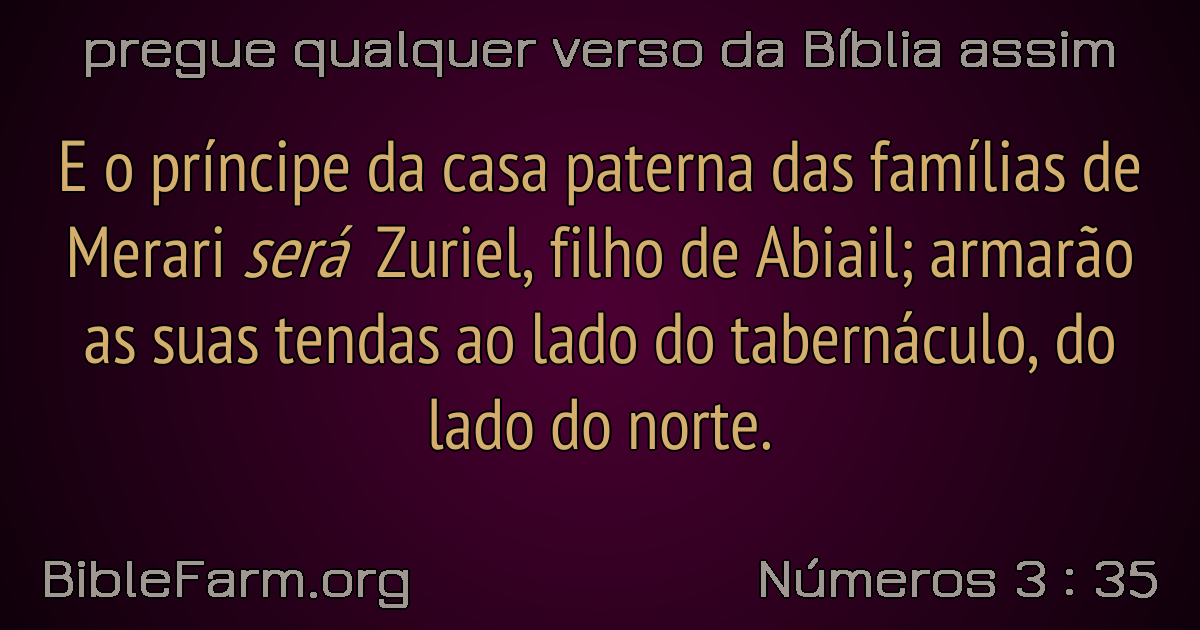 pregue qualquer verso da Bíblia assim
E o príncipe da casa paterna das famílias de
Merari será Zuriel, filho de Abiail; armarão
as suas tendas ao lado do tabernáculo, do
lado do norte.
BibleFarm.org
Números 3 : 35